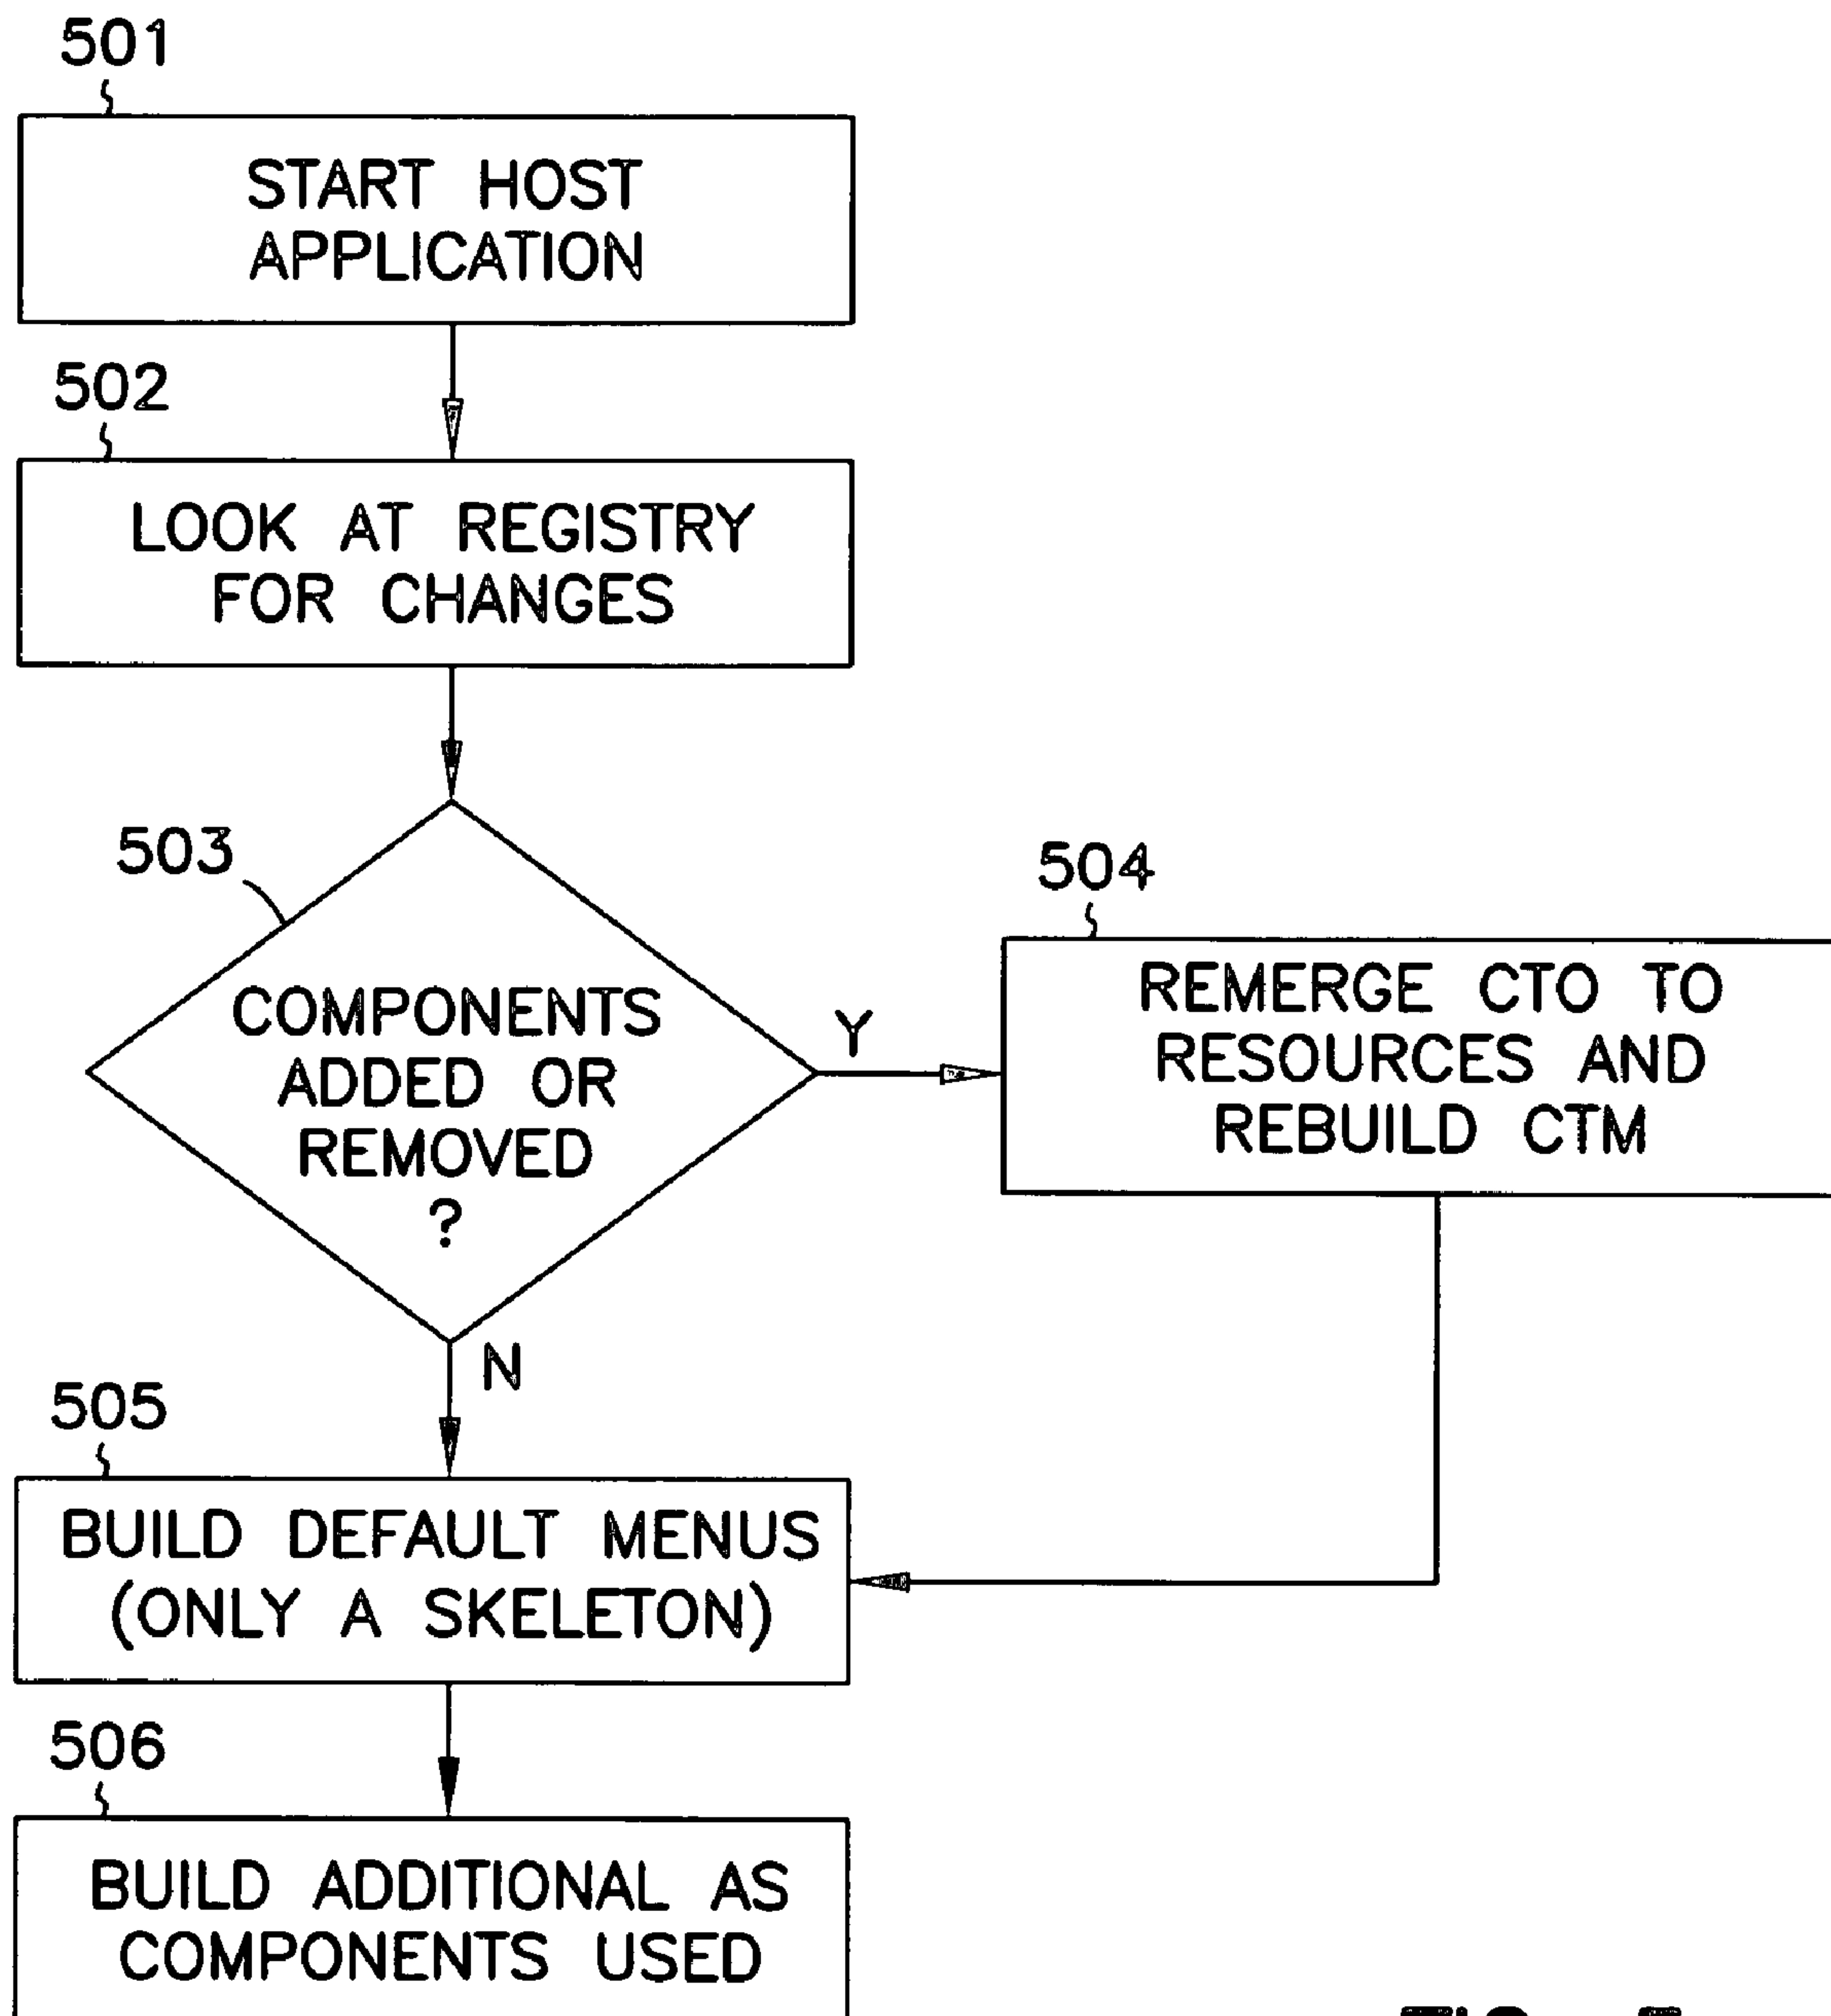 501
START HOST
APPLICATION
502
LOOK AT REGISTRY
FOR CHANGES
503
COMPONENTS
ADDED OR
REMOVED
?
Y
504
REMERGE CTO TO
RESOURCES AND
REBUILD CTM
N
505
BUILD DEFAULT MENUS
(ONLY A SKELETON)
506
BUILD ADDITIONAL AS
COMPONENTS USED